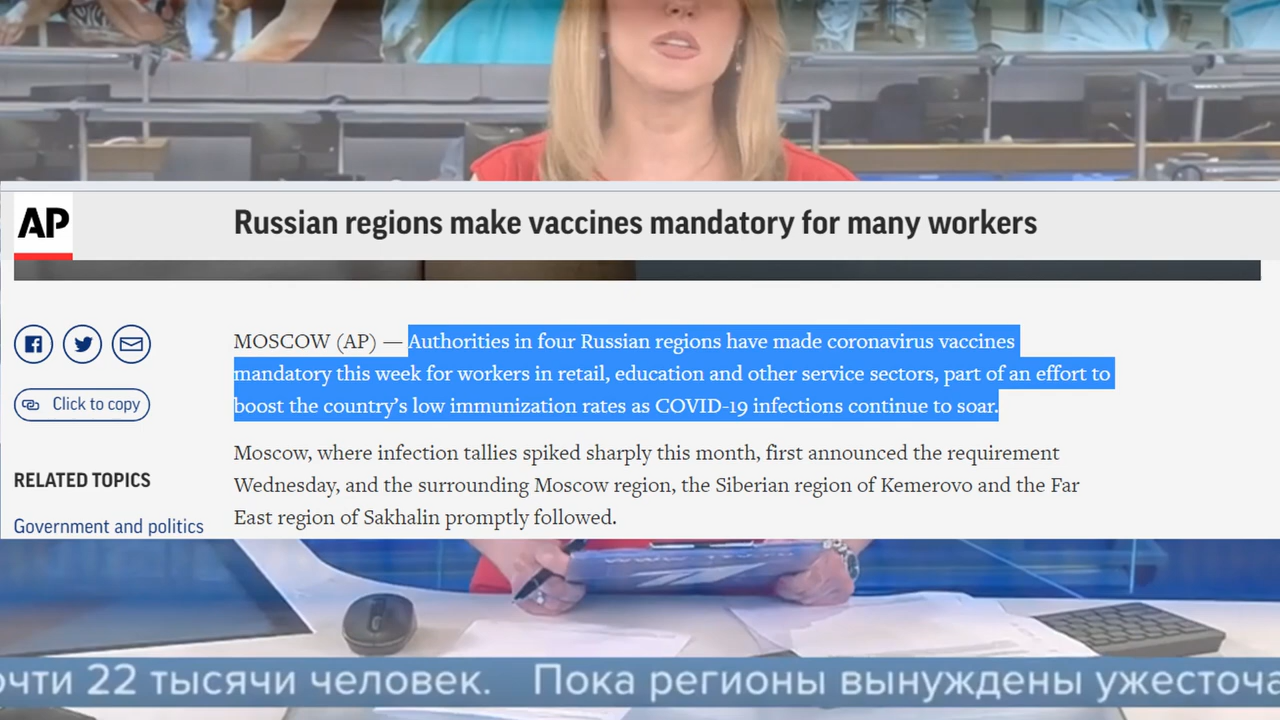 AP
Russian regions make vaccines mandatory for many workers
MOSCOW (AP) — Authorities in four Russian regions have made coronavirus vaccines
mandatory this week for workers in retail, education and other service sectors, part of an effort to
boost the country’s low immunization rates as COVID-19 infections continue to soar.
Click to copy
Moscow, where infection tallies spiked sharply this month, first announced the requirement
Wednesday, and the surrounding Moscow region, the Siberian region of Kemerovo and the Far
East region of Sakhalin promptly followed.
RELATED TOPICS
Government and politics
22 тысячи человек. Пока регионы вынуждены